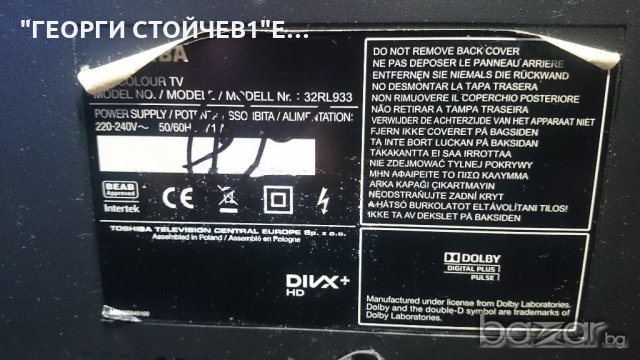 "ГЕОРГИ СТОЙЧЕВ1"Е...
COLOUR TV
MODEL NO. / MODELE / MODELL Nr. : 32RL933
POWER SUPPLY / ASSORBITA / ALIMENTATION:
220-240V~ 50/60H
BEAB
Approved
Intertek
CE
TOSHIBA TELEVISION CENTRAL EUROPE Sp. z o.o.
Assembled in Poland / Assemblé en Pologne
DIVX+
HD
DO NOT REMOVE BACK COVER
NE PAS DEPOSER LE PANNEAU ARRIERE
ENTFERNEN SIE NIEMALS DIE RÜCKWAND
NO DESMONTAR LA TAPA TRASERA
NON RIMUOVERE IL COPERCHIO POSTERIORE
NÃO RETIRAR A TAMPA TRASEIRA
VERWIJDER DE ACHTERZIJDE VAN HET APPARAAT NIET
FJERN IKKE COVERET PÅ BAGSIDEN
TA INTE BORT LUCKAN PÅ BAKSIDAN
TAKAKANTTA EI SAA IRROTTAA
NIE ZDEJMOWAĆ TYLNEJ POKRYWY
ΜΗΝ ΑΦΑΙΡΕΙΤΕ ΤΟ ΠΙΣΩ ΚΑΛΥΜΜΑ
ARKA KAPAĞI ÇIKARTMAYIN
NEODSTRAŇUJTE ZADNÍ KRYT
A HÁTSÓ BURKOLATOT ELTÁVOLÍTANI TILOS!
IKKE TA AV DEKSLET PÅ BAKSIDEN
DOLBY
DIGITAL PLUS
PULSE
Manufactured under license from Dolby Laboratories.
Dolby and the double-D symbol are trademarks of
Dolby Laboratories.
bazar.bg